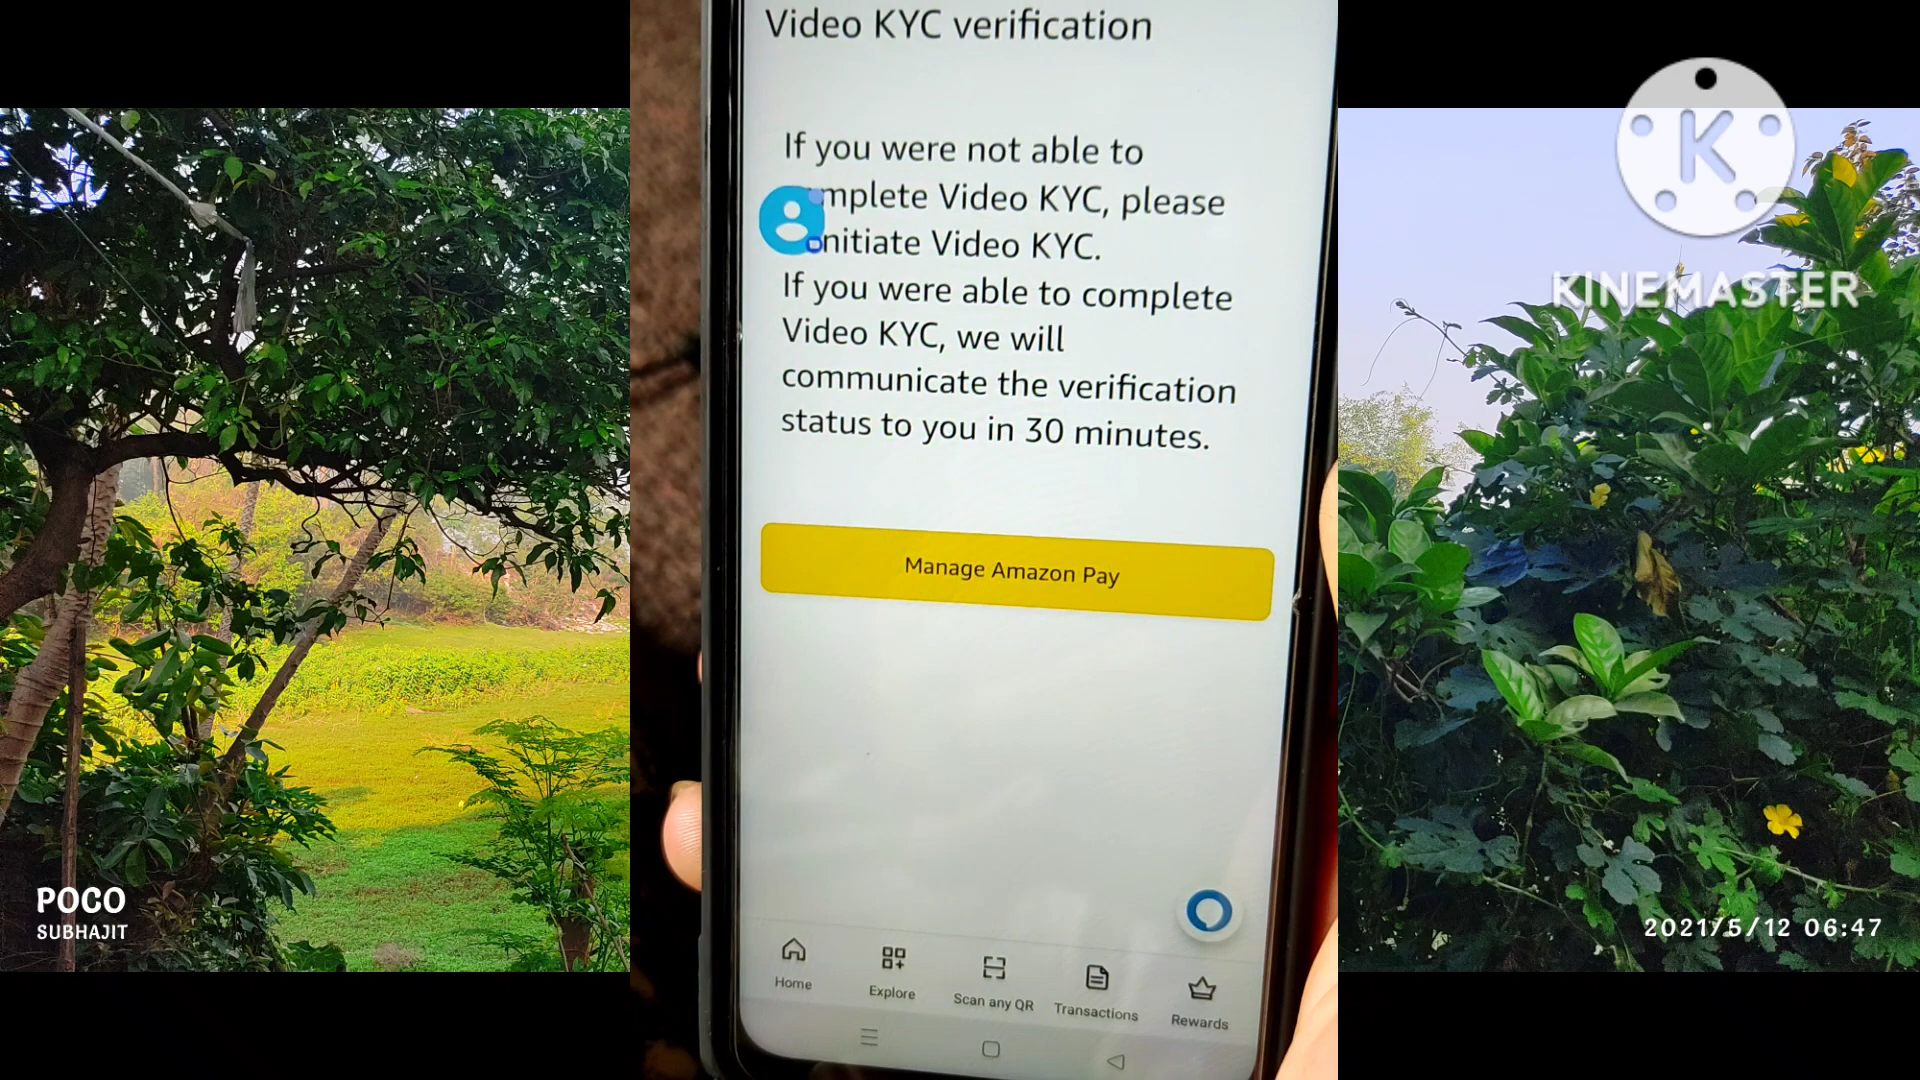 Video KYC verification
If you were not able to
mplete Video KYC, please
nitiate Video KYC.
If you were able to complete
Video KYC, we will
communicate the verification
status to you in 30 minutes.
Manage Amazon Pay
Home
Explore
Scan any QR
Transactions
Rewards
K
KINEMASTER
POCO
SUBHAJIT
2021/5/12 06:47